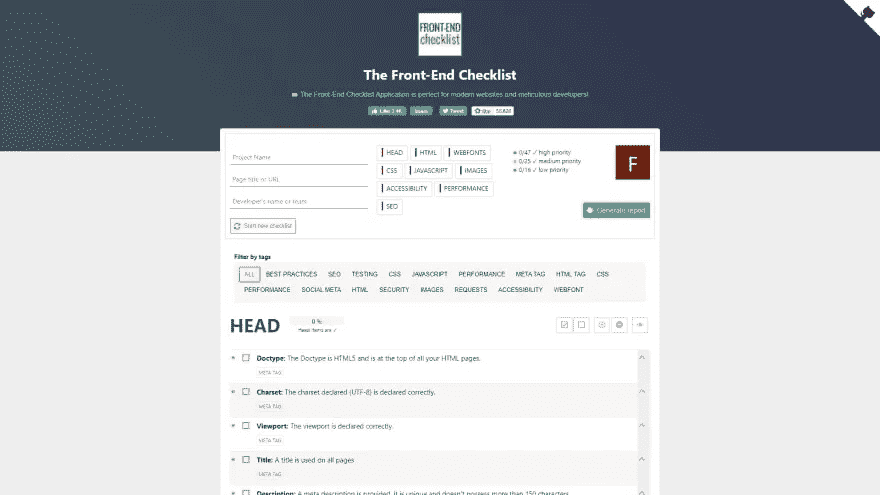 FRONT-END
checklist
The Front-End Checklist
The Front-End Checklist Application is perfect for modern websites and meticulous developers!
Share Tweet Star
Project Name
Page title or URL
Developer's name or team
Start new checklist
HEAD HTML WEBFONTS
CSS JAVASCRIPT IMAGES
ACCESSIBILITY PERFORMANCE
SEO
0/47 ✓ high priority
0/25 ✓ medium priority
0/16 ✓ low priority
F
Generate report
Filter by tags
ALL BEST PRACTICES SEO TESTING CSS JAVASCRIPT PERFORMANCE META TAG HTML TAG CSS
PERFORMANCE SOCIAL META HTML SECURITY IMAGES REQUESTS ACCESSIBILITY WEBFONT
HEAD
0 %
Head items are ✓
Doctype: The Doctype is HTML5 and is at the top of all your HTML pages.
META TAG
Charset: The charset declared (UTF-8) is declared correctly.
META TAG
Viewport: The viewport is declared correctly.
META TAG
Title: A title is used on all pages
META TAG
Description: A meta description is provided, it is unique and doesn't possess more than 150 characters.